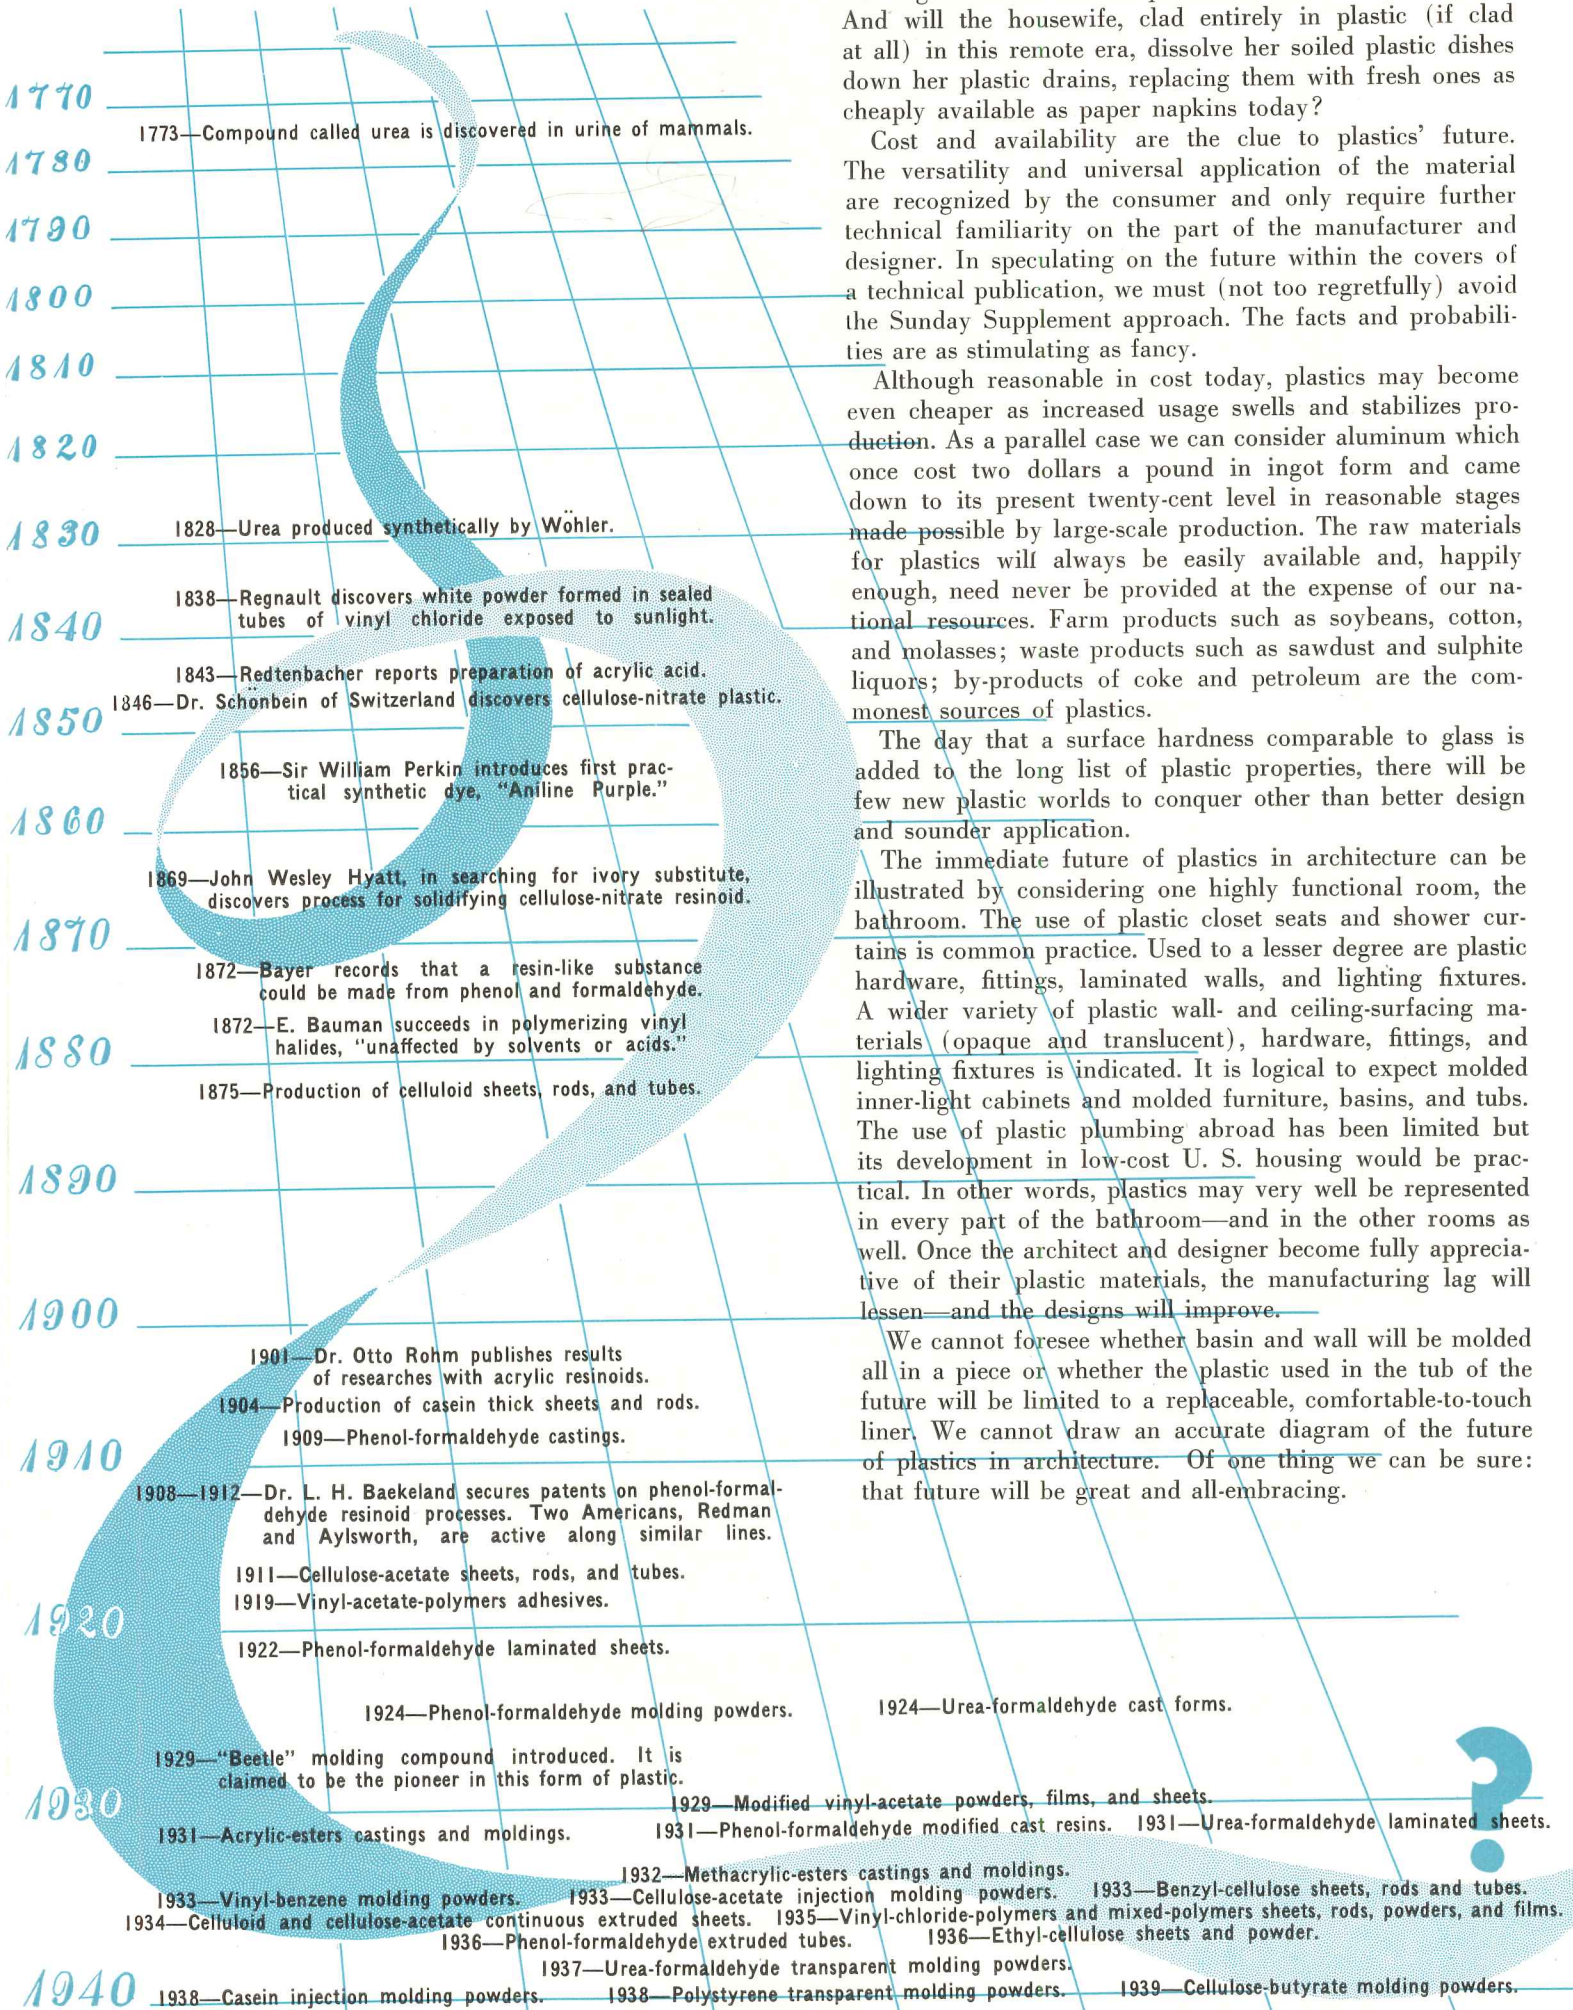 1770
1773—Compound called urea is discovered in urine of mammals.
1780
1790
1800
1810
1820
1828—Urea produced synthetically by Wöhler.
1830
1838—Regnault discovers white powder formed in sealed
tubes of vinyl chloride exposed to sunlight.
1840
1843—Redtenbacher reports preparation of acrylic acid.
1846—Dr. Schönbein of Switzerland discovers cellulose-nitrate plastic.
1850
1856—Sir William Perkin introduces first prac-
tical synthetic dye, "Aniline Purple."
1860
1869—John Wesley Hyatt, in searching for ivory substitute,
discovers process for solidifying cellulose-nitrate resinoid.
1870
1872—Bayer records that a resin-like substance
could be made from phenol and formaldehyde.
1872—E. Bauman succeeds in polymerizing vinyl
halides, "unaffected by solvents or acids."
1880
1875—Production of celluloid sheets, rods, and tubes.
1890
1900
1901—Dr. Otto Rohm publishes results
of researches with acrylic resinoids.
1904—Production of casein thick sheets and rods.
1909—Phenol-formaldehyde castings.
1910
1908—1912—Dr. L. H. Baekeland secures patents on phenol-formal-
dehyde resinoid processes. Two Americans, Redman
and Aylsworth, are active along similar lines.
1911—Cellulose-acetate sheets, rods, and tubes.
1919—Vinyl-acetate-polymers adhesives.
1920
1922—Phenol-formaldehyde laminated sheets.
1924—Phenol-formaldehyde molding powders.
1924—Urea-formaldehyde cast forms.
1929—"Beetle" molding compound introduced. It is
claimed to be the pioneer in this form of plastic.
1930
1929—Modified vinyl-acetate powders, films, and sheets.
1931—Acrylic-esters castings and moldings.
1931—Phenol-formaldehyde modified cast resins.
1931—Urea-formaldehyde laminated sheets.
1932—Methacrylic-esters castings and moldings.
1933—Vinyl-benzene molding powders.
1933—Cellulose-acetate injection molding powders.
1933—Benzyl-cellulose sheets, rods and tubes.
1934—Celluloid and cellulose-acetate continuous extruded sheets.
1935—Vinyl-chloride-polymers and mixed-polymers sheets, rods, powders, and films.
1936—Phenol-formaldehyde extruded tubes.
1936—Ethyl-cellulose sheets and powder.
1937—Urea-formaldehyde transparent molding powders.
1940
1938—Casein injection molding powders.
1938—Polystyrene transparent molding powders.
1939—Cellulose-butyrate molding powders.
?
And will the housewife, clad entirely in plastic (if clad
at all) in this remote era, dissolve her soiled plastic dishes
down her plastic drains, replacing them with fresh ones as
cheaply available as paper napkins today?
Cost and availability are the clue to plastics' future.
The versatility and universal application of the material
are recognized by the consumer and only require further
technical familiarity on the part of the manufacturer and
designer. In speculating on the future within the covers of
a technical publication, we must (not too regretfully) avoid
the Sunday Supplement approach. The facts and probabili-
ties are as stimulating as fancy.
Although reasonable in cost today, plastics may become
even cheaper as increased usage swells and stabilizes pro-
duction. As a parallel case we can consider aluminum which
once cost two dollars a pound in ingot form and came
down to its present twenty-cent level in reasonable stages
made possible by large-scale production. The raw materials
for plastics will always be easily available and, happily
enough, need never be provided at the expense of our na-
tional resources. Farm products such as soybeans, cotton,
and molasses; waste products such as sawdust and sulphite
liquors; by-products of coke and petroleum are the com-
monest sources of plastics.
The day that a surface hardness comparable to glass is
added to the long list of plastic properties, there will be
few new plastic worlds to conquer other than better design
and sounder application.
The immediate future of plastics in architecture can be
illustrated by considering one highly functional room, the
bathroom. The use of plastic closet seats and shower cur-
tains is common practice. Used to a lesser degree are plastic
hardware, fittings, laminated walls, and lighting fixtures.
A wider variety of plastic wall- and ceiling-surfacing ma-
terials (opaque and translucent), hardware, fittings, and
lighting fixtures is indicated. It is logical to expect molded
inner-light cabinets and molded furniture, basins, and tubs.
The use of plastic plumbing abroad has been limited but
its development in low-cost U. S. housing would be prac-
tical. In other words, plastics may very well be represented
in every part of the bathroom—and in the other rooms as
well. Once the architect and designer become fully apprecia-
tive of their plastic materials, the manufacturing lag will
lessen—and the designs will improve.
We cannot foresee whether basin and wall will be molded
all in a piece or whether the plastic used in the tub of the
future will be limited to a replaceable, comfortable-to-touch
liner. We cannot draw an accurate diagram of the future
of plastics in architecture. Of one thing we can be sure:
that future will be great and all-embracing.